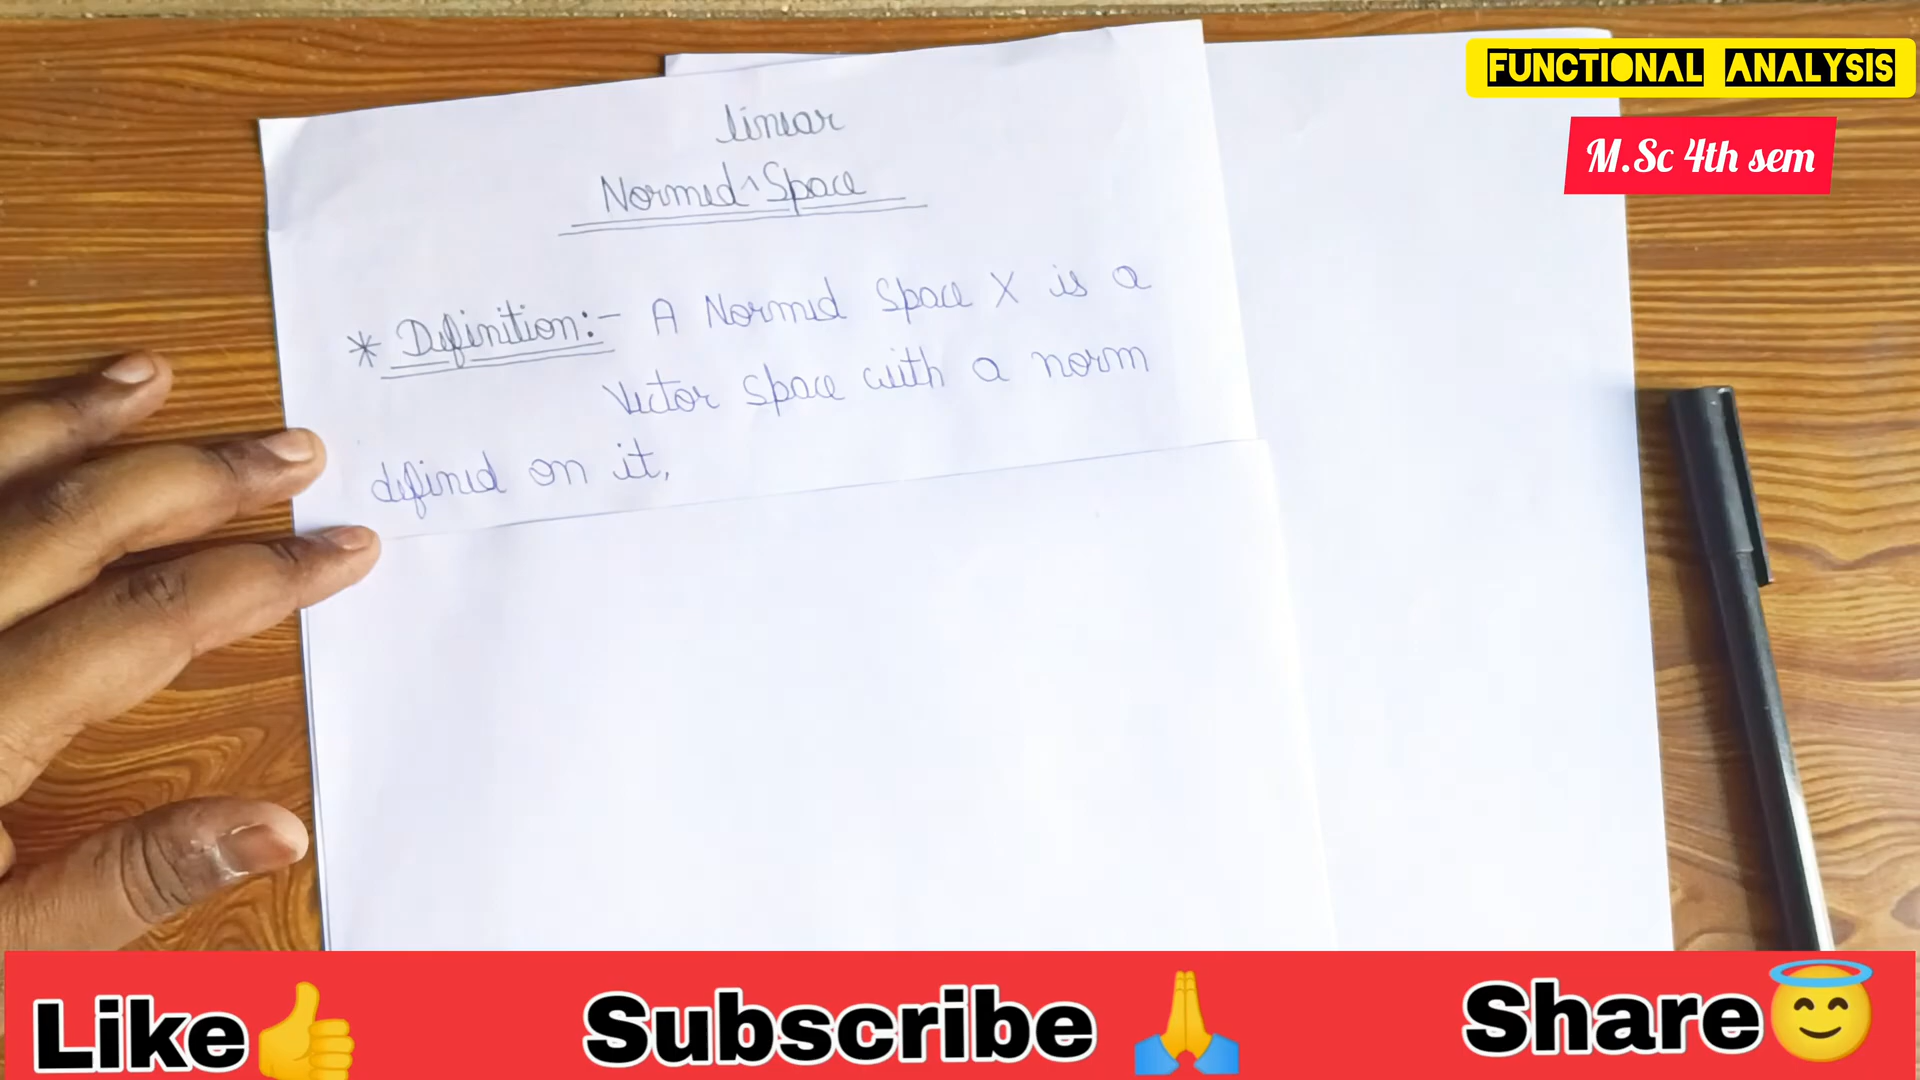 FUNCTIONAL ANALYSIS
M.Sc 4th sem
linear
Normed ^ Space
* Definition:- A Normed Space X is a
Vector space with a norm
defined on it,
Like Subscribe Share